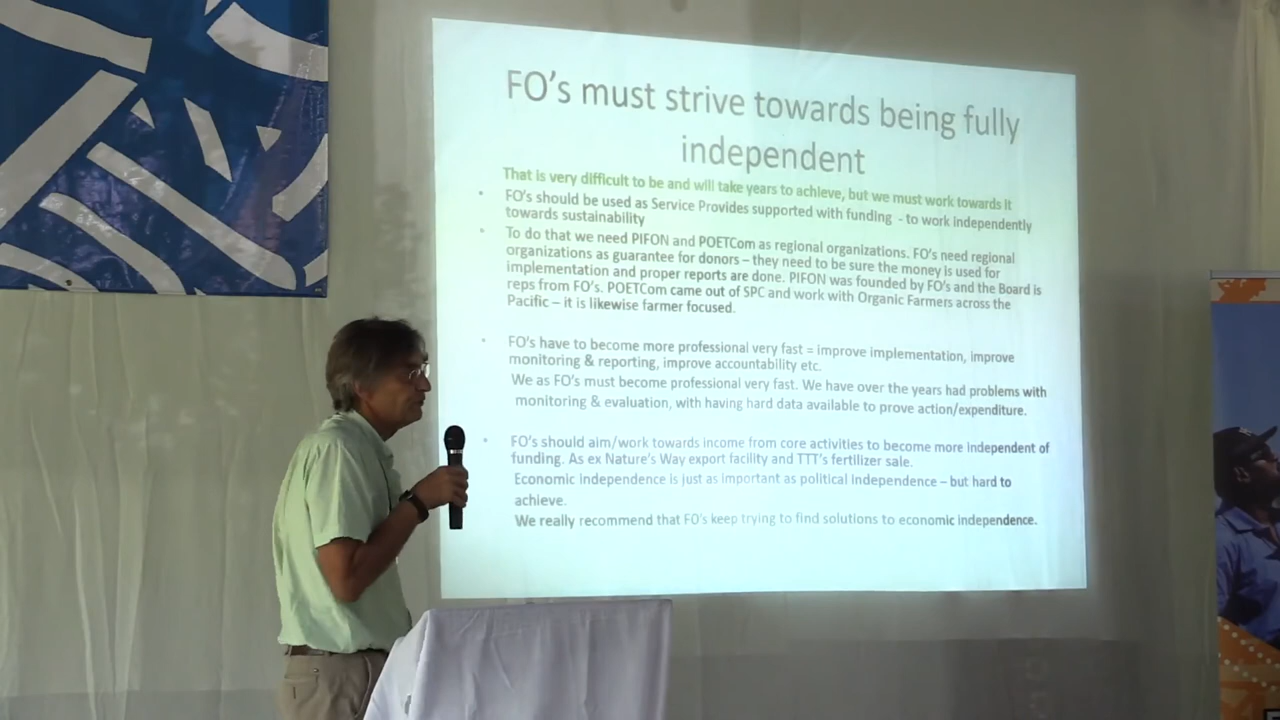 FO's must strive towards being fully
independent
That is very difficult to be and will take years to achieve, but we must work towards it
• FO's should be used as Service Provides supported with funding - to work independently
towards sustainability
• To do that we need PIFON and POETCom as regional organizations. FO's need regional
organizations as guarantee for donors – they need to be sure the money is used for
implementation and proper reports are done. PIFON was founded by FO's and the Board is
reps from FO's. POETCom came out of SPC and work with Organic Farmers across the
Pacific – it is likewise farmer focused.
• FO's have to become more professional very fast = improve implementation, improve
monitoring & reporting, improve accountability etc.
We as FO's must become professional very fast. We have over the years had problems with
monitoring & evaluation, with having hard data available to prove action/expenditure.
• FO's should aim/work towards income from core activities to become more independent of
funding. As ex Nature's Way export facility and TTT's fertilizer sale.
Economic independence is just as important as political independence – but hard to
achieve.
We really recommend that FO's keep trying to find solutions to economic independence.